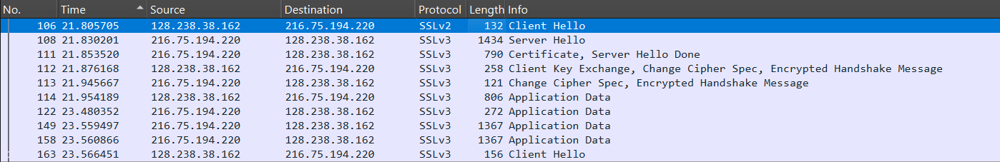 No. Time Source Destination Protocol Length Info
106 21.805705 128.238.38.162 216.75.194.220 SSLv2 132 Client Hello
108 21.830201 216.75.194.220 128.238.38.162 SSLv3 1434 Server Hello
111 21.853520 216.75.194.220 128.238.38.162 SSLv3 790 Certificate, Server Hello Done
112 21.876168 128.238.38.162 216.75.194.220 SSLv3 258 Client Key Exchange, Change Cipher Spec, Encrypted Handshake Message
113 21.945667 216.75.194.220 128.238.38.162 SSLv3 121 Change Cipher Spec, Encrypted Handshake Message
114 21.954189 128.238.38.162 216.75.194.220 SSLv3 806 Application Data
122 23.480352 216.75.194.220 128.238.38.162 SSLv3 272 Application Data
149 23.559497 216.75.194.220 128.238.38.162 SSLv3 1367 Application Data
158 23.560866 216.75.194.220 128.238.38.162 SSLv3 1367 Application Data
163 23.566451 128.238.38.162 216.75.194.220 SSLv3 156 Client Hello